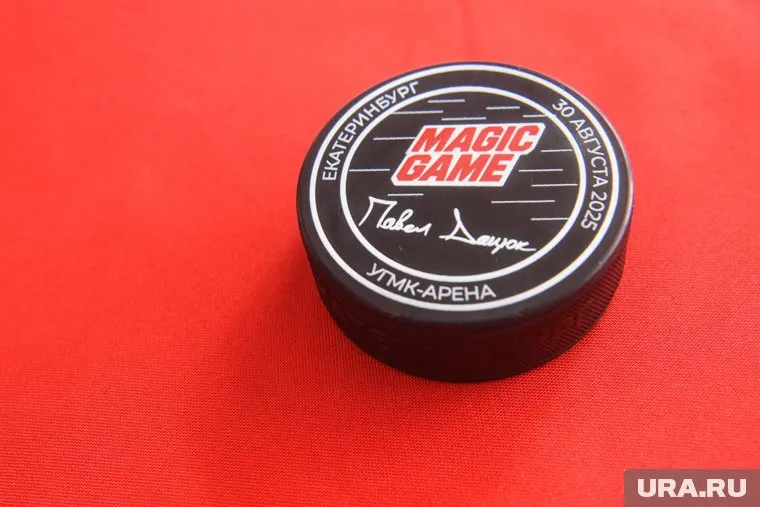 ЕКАТЕРИНБУРГ
30 АВГУСТА 2025
MAGIC
GAME
Павел Дацюк
УГМК-АРЕНА
URA.RU